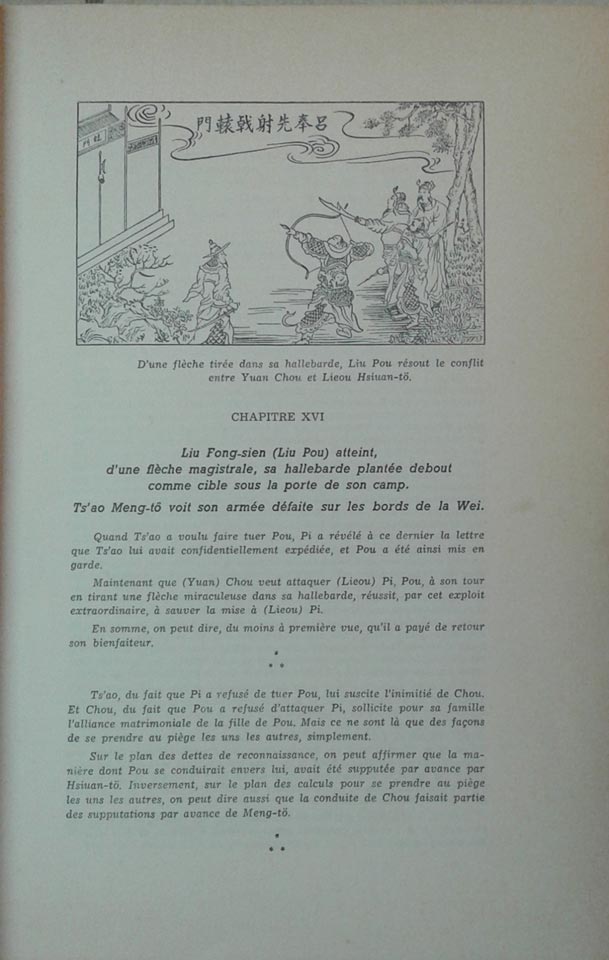 呂奉先射戟轅門
D'une flèche tirée dans sa hallebarde, Liu Pou résout le conflit
entre Yuan Chou et Lieou Hsiuan-tö.
CHAPITRE XVI
Liu Fong-sien (Liu Pou) atteint,
d'une flèche magistrale, sa hallebarde plantée debout
comme cible sous la porte de son camp.
Ts'ao Meng-tö voit son armée défaite sur les bords de la Wei.
Quand Ts'ao a voulu faire tuer Pou, Pi a révélé à ce dernier la lettre
que Ts'ao lui avait confidentiellement expédiée, et Pou a été ainsi mis en
garde.
Maintenant que (Yuan) Chou veut attaquer (Lieou) Pi, Pou, à son tour
en tirant une flèche miraculeuse dans sa hallebarde, réussit, par cet exploit
extraordinaire, à sauver la mise à (Lieou) Pi.
En somme, on peut dire, du moins à première vue, qu'il a payé de retour
son bienfaiteur.
Ts'ao, du fait que Pi a refusé de tuer Pou, lui suscite l'inimitié de Chou.
Et Chou, du fait que Pou a refusé d'attaquer Pi, sollicite pour sa famille
l'alliance matrimoniale de la fille de Pou. Mais ce ne sont là que des façons
de se prendre au piège les uns les autres, simplement.
Sur le plan des dettes de reconnaissance, on peut affirmer que la ma-
nière dont Pou se conduirait envers lui, avait été supputée par avance par
Hsiuan-tö. Inversement, sur le plan des calculs pour se prendre au piège
les uns les autres, on peut dire aussi que la conduite de Chou faisait partie
des supputations par avance de Meng-tö.